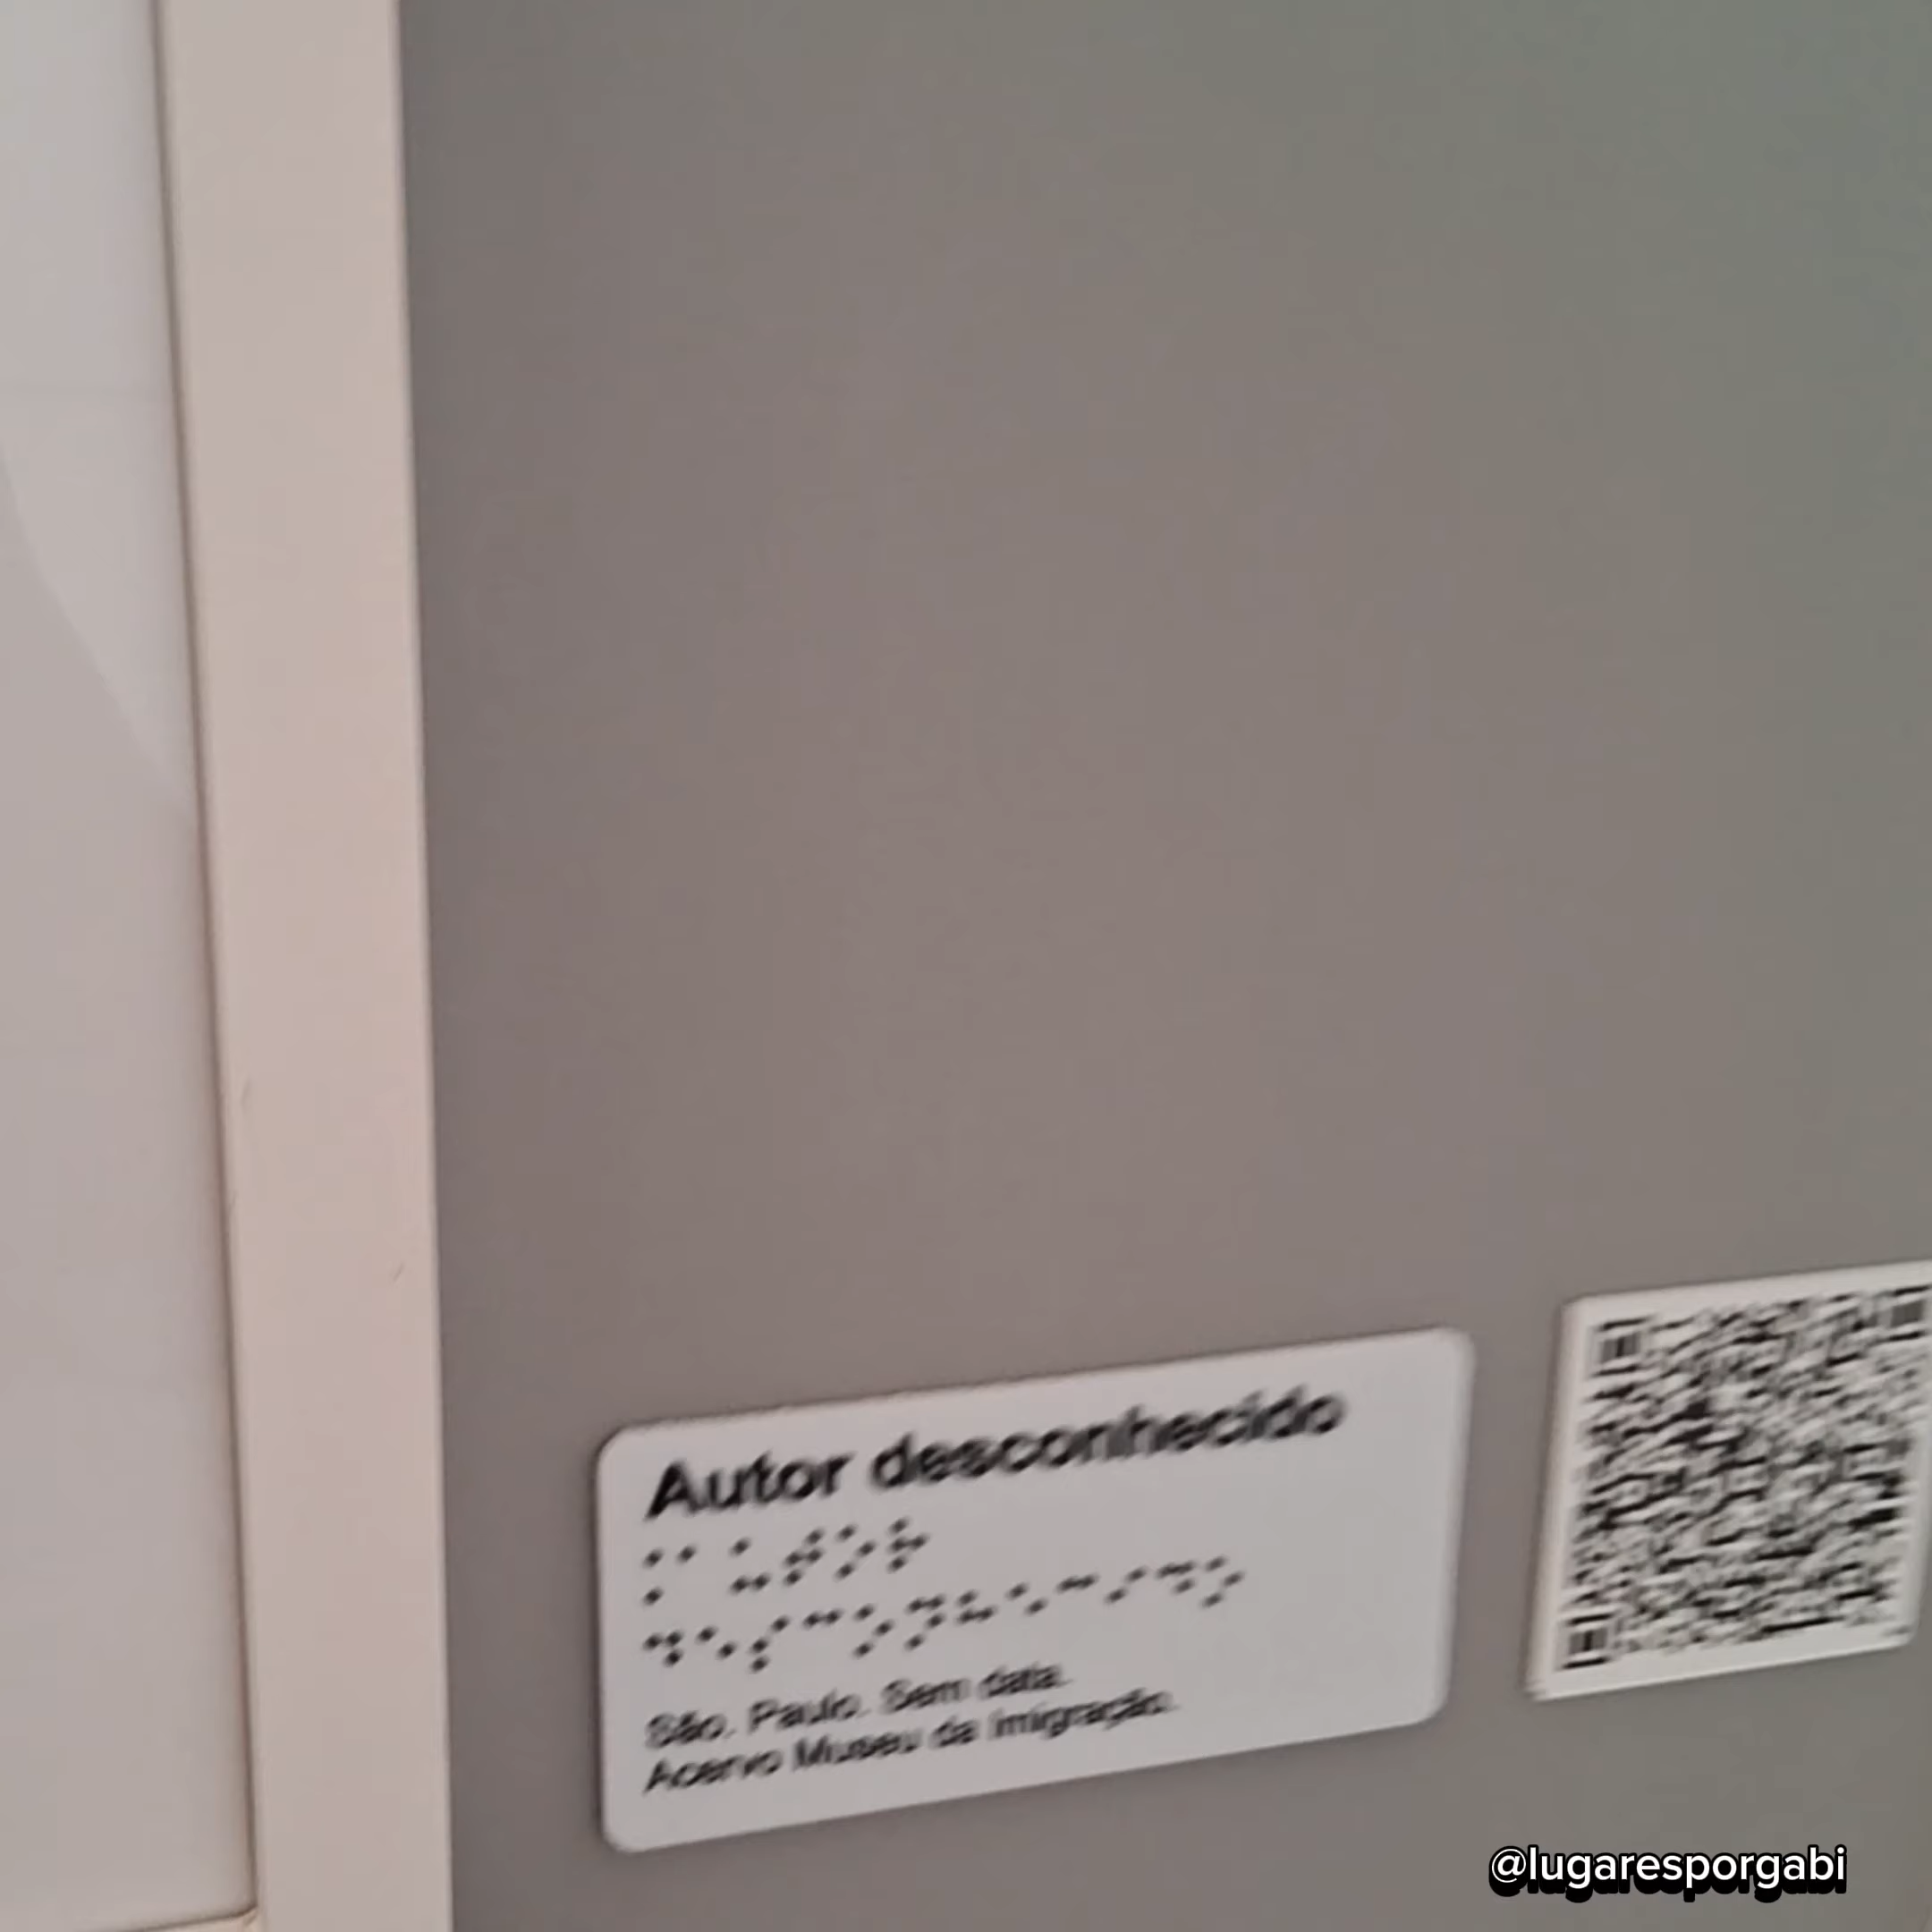 Autor desconhecido
⠨⠁⠥⠞⠕⠗
⠙⠑⠎⠉⠕⠝⠓⠑⠉⠊⠙⠕
São. Paulo. Sem data.
Acervo Museu da Imigração.
@lugaresporgabi